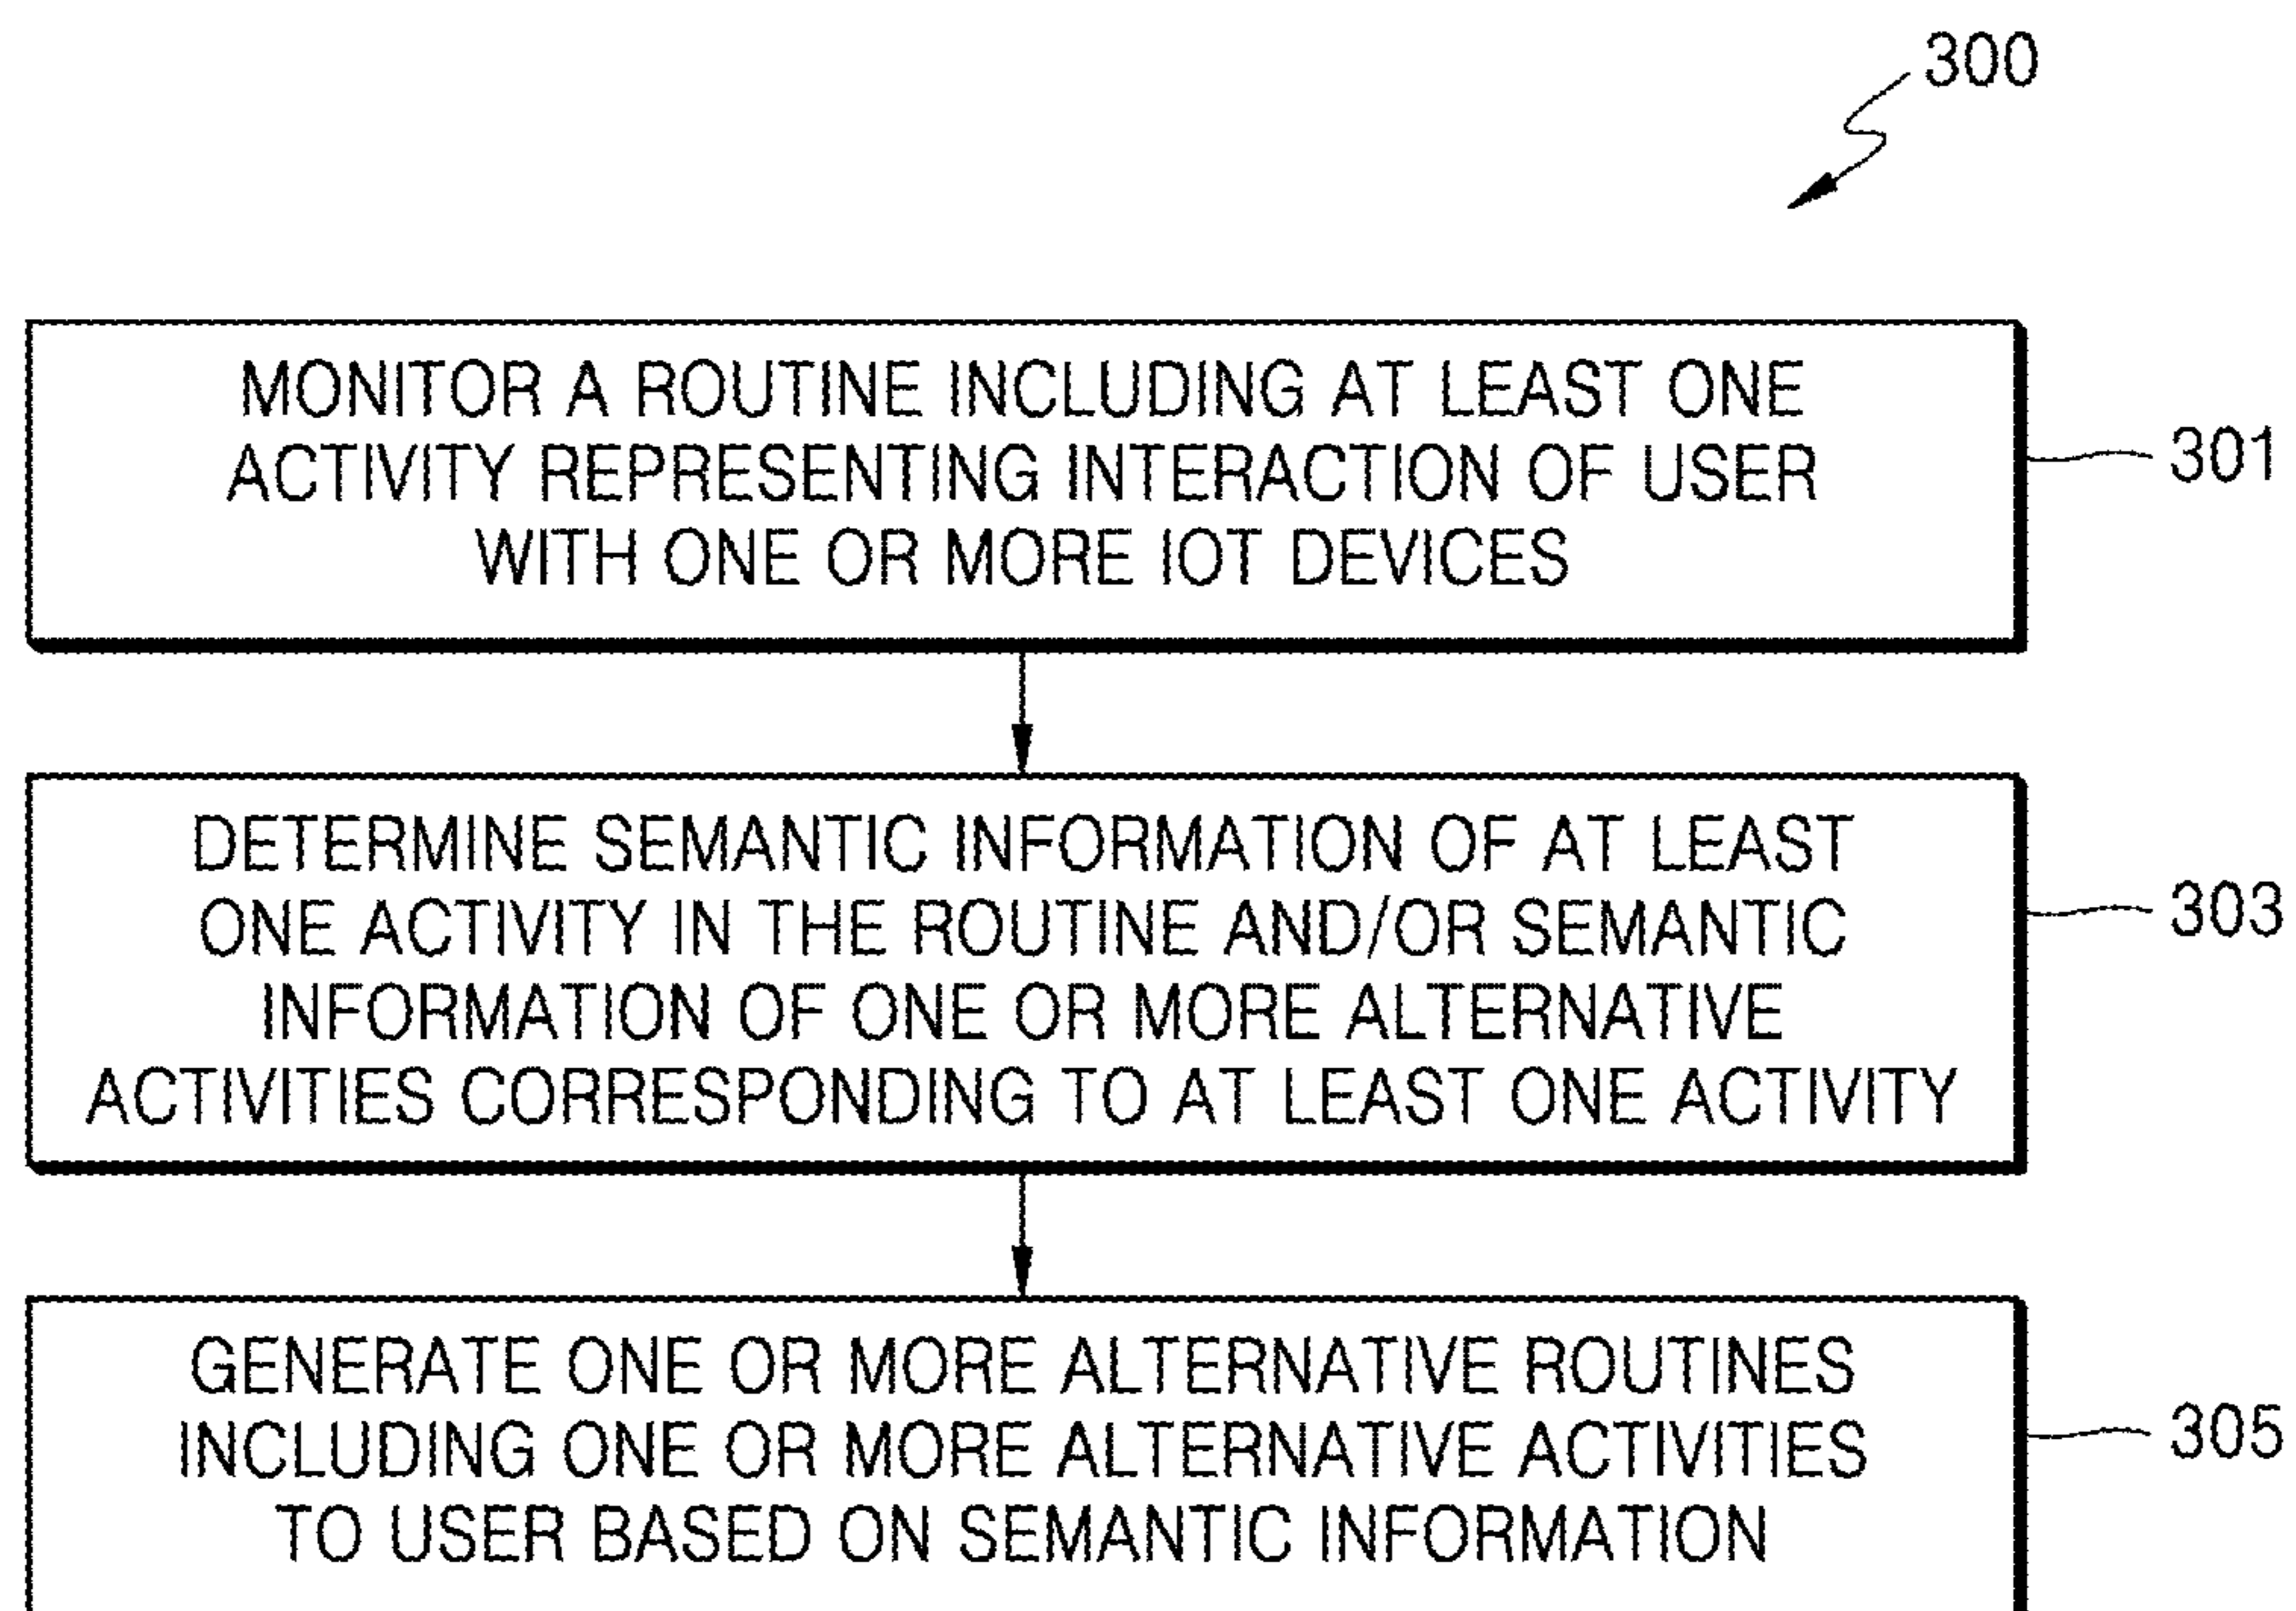 300
MONITOR A ROUTINE INCLUDING AT LEAST ONE
ACTIVITY REPRESENTING INTERACTION OF USER
WITH ONE OR MORE IOT DEVICES
301
DETERMINE SEMANTIC INFORMATION OF AT LEAST
ONE ACTIVITY IN THE ROUTINE AND/OR SEMANTIC
INFORMATION OF ONE OR MORE ALTERNATIVE
ACTIVITIES CORRESPONDING TO AT LEAST ONE ACTIVITY
303
GENERATE ONE OR MORE ALTERNATIVE ROUTINES
INCLUDING ONE OR MORE ALTERNATIVE ACTIVITIES
TO USER BASED ON SEMANTIC INFORMATION
305